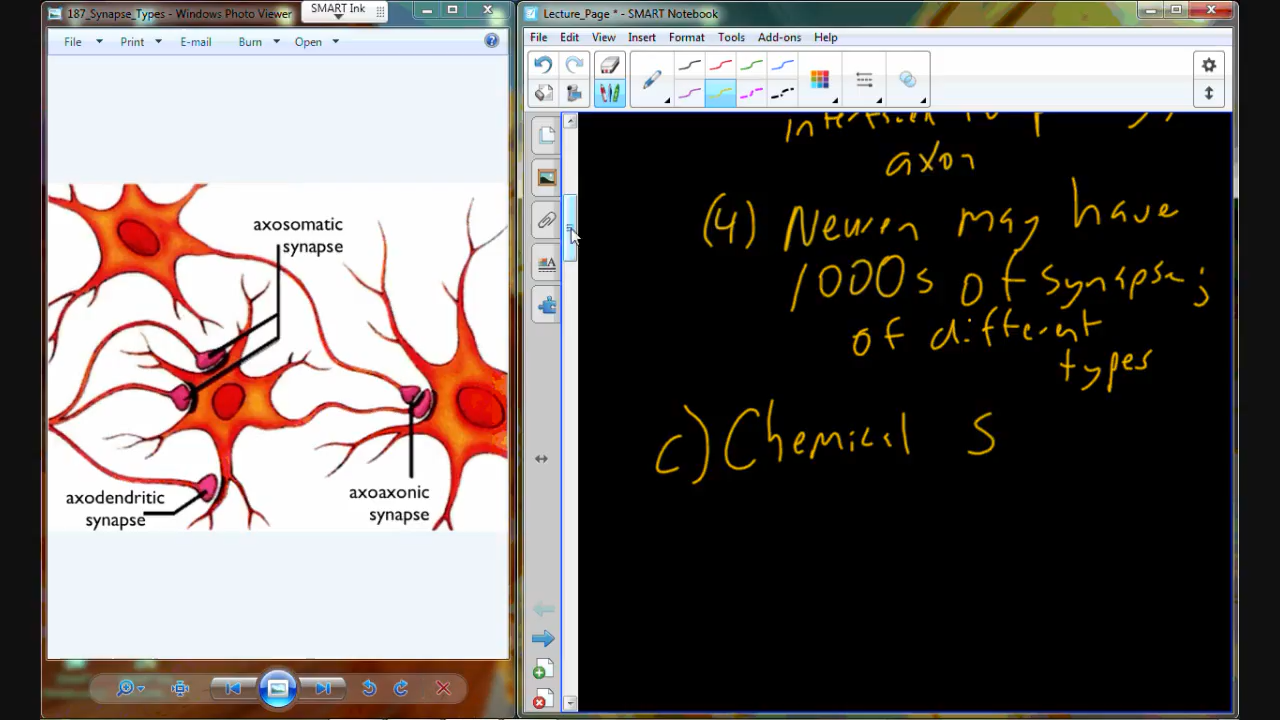 187_Synapse_Types - Windows Photo Viewer
SMART Ink
File Print E-mail Burn Open
axosomatic
synapse
axodendritic
synapse
axoaxonic
synapse
Lecture_Page * - SMART Notebook
File Edit View Insert Format Tools Add-ons Help
axon
(4) Neuron may have
1000s of synapse;
of different
types
c) Chemical S